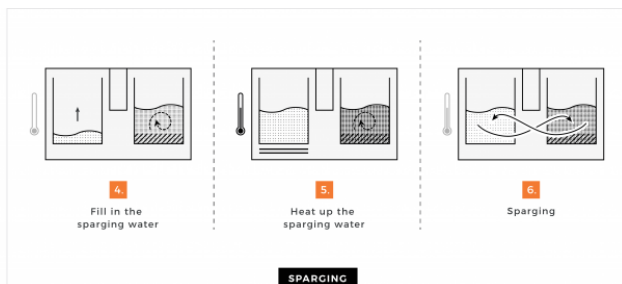 4.
Fill in the
sparging water
5.
Heat up the
sparging water
6.
Sparging
SPARGING